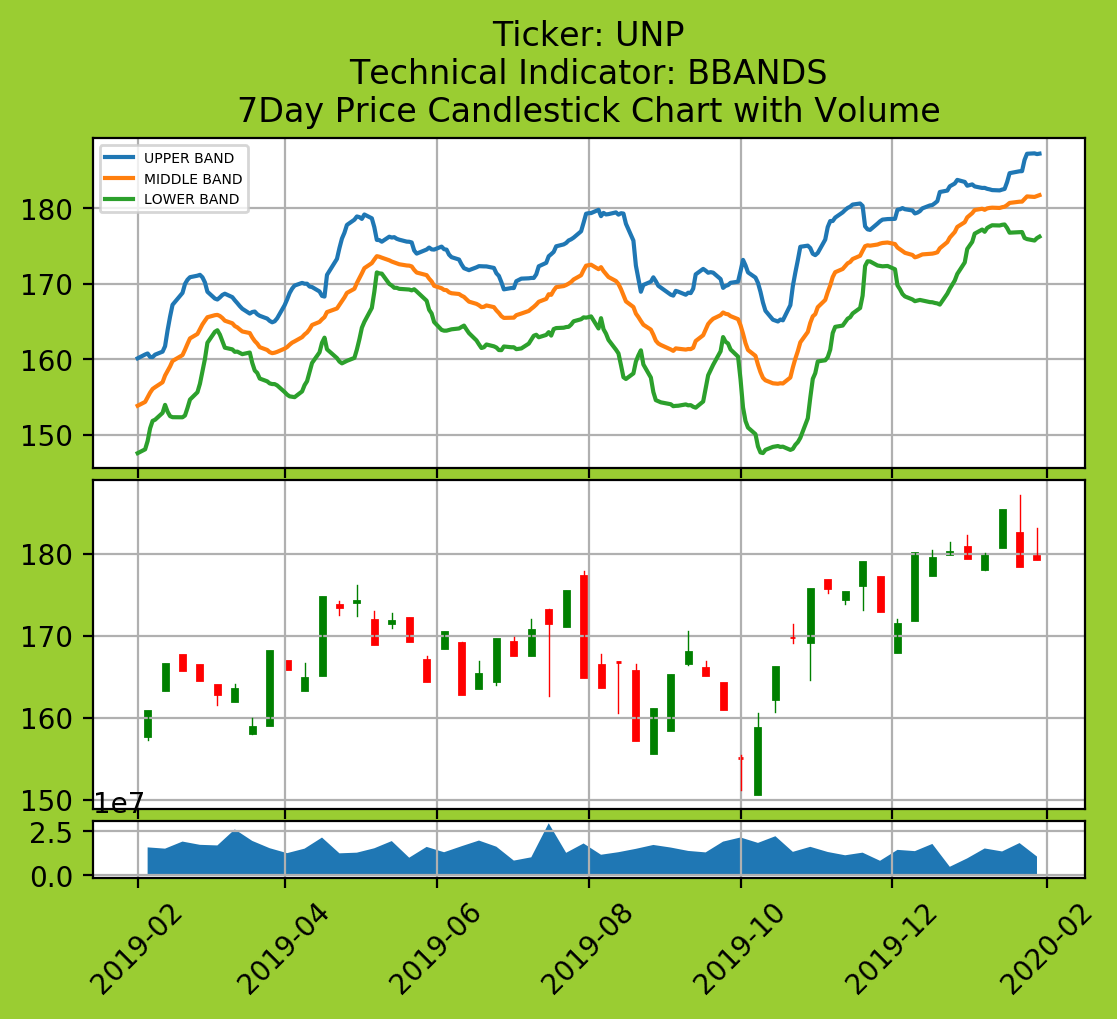 Ticker: UNP
Technical Indicator: BBANDS
7Day Price Candlestick Chart with Volume
UPPER BAND
MIDDLE BAND
LOWER BAND
180
170
160
150
180
170
160
150
1e7
2.5
0.0
2019-02
2019-04
2019-06
2019-08
2019-10
2019-12
2020-02